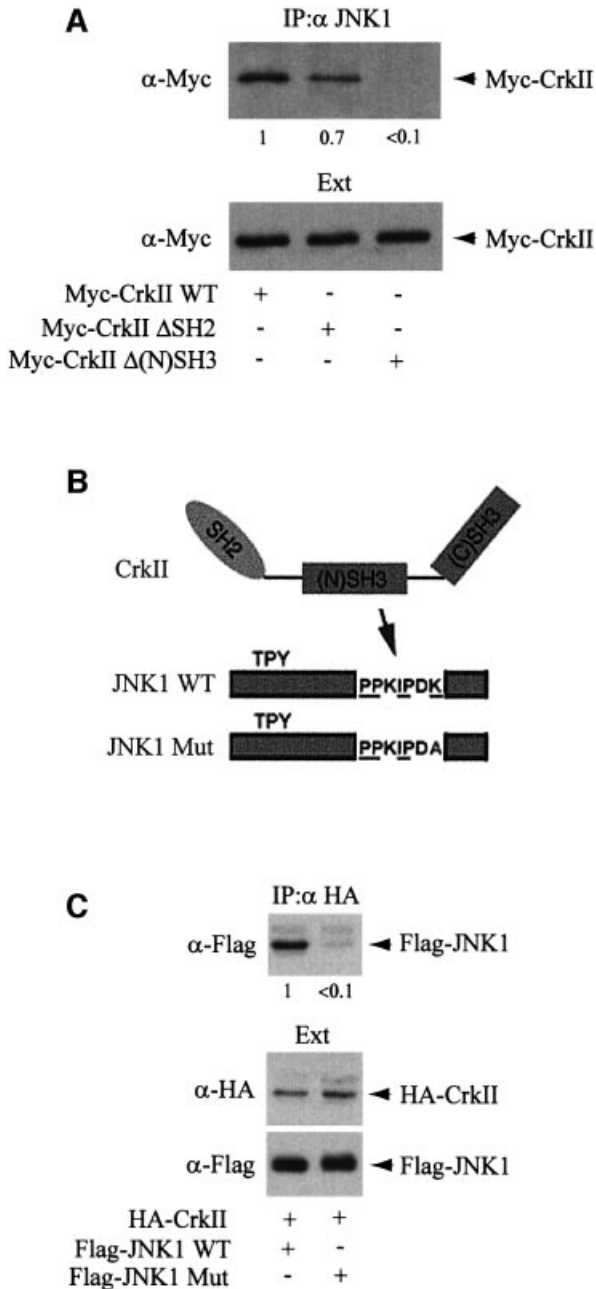 A
IP:α JNK1
α-Myc
Myc-CrkII
1 0.7 <0.1
Ext
α-Myc
Myc-CrkII
Myc-CrkII WT + - -
Myc-CrkII ΔSH2 - + -
Myc-CrkII Δ(N)SH3 - - +
B
SH2
(N)SH3
(C)SH3
CrkII
TPY
JNK1 WT
PPKIPDK
TPY
JNK1 Mut
PPKIPDA
C
IP:α HA
α-Flag
Flag-JNK1
1 <0.1
Ext
α-HA
HA-CrkII
α-Flag
Flag-JNK1
HA-CrkII + +
Flag-JNK1 WT + -
Flag-JNK1 Mut - +